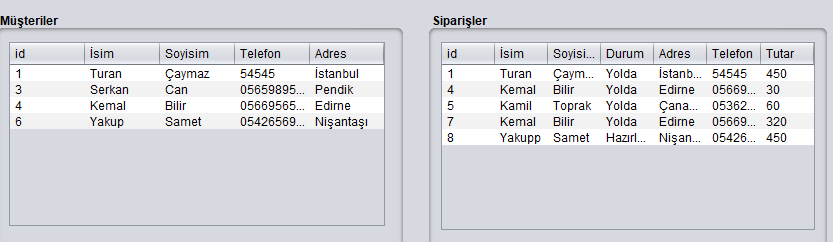 Müşteriler
id İsim Soyisim Telefon Adres
1 Turan Çaymaz 54545 İstanbul
3 Serkan Can 05659895... Pendik
4 Kemal Bilir 05669565... Edirne
6 Yakup Samet 05426569... Nişantaşı
Siparişler
id İsim Soyisi... Durum Adres Telefon Tutar
1 Turan Çaym... Yolda İstanb... 54545 450
4 Kemal Bilir Yolda Edirne 05669... 30
5 Kamil Toprak Yolda Çana... 05362... 60
7 Kemal Bilir Yolda Edirne 05669... 320
8 Yakupp Samet Hazırl... Nişan... 05426... 450